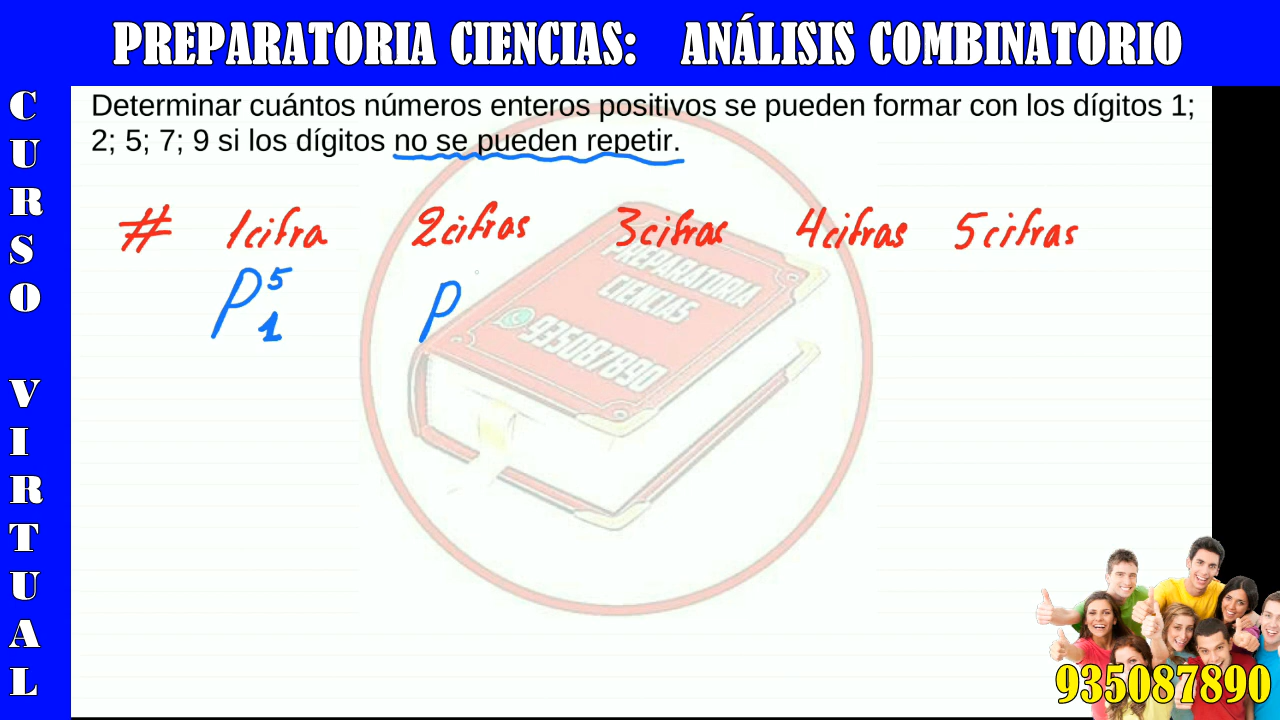 PREPARATORIA CIENCIAS: ANÁLISIS COMBINATORIO
CURSO VIRTUAL
Determinar cuántos números enteros positivos se pueden formar con los dígitos 1;
2; 5; 7; 9 si los dígitos no se pueden repetir.
# 1cifra 2cifras 3cifras 4cifras 5cifras
P⁵₁ P
PREPARATORIA
CIENCIAS
935087890
935087890